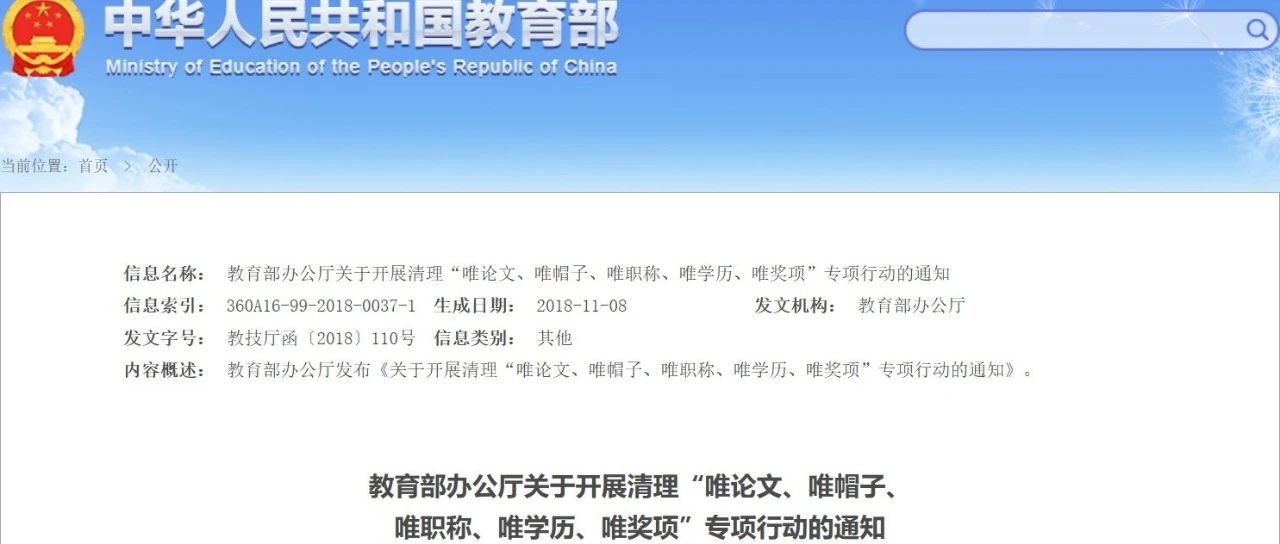 中华人民共和国教育部
Ministry of Education of the People's Republic of China
当前位置：首页 > 公开
信息名称： 教育部办公厅关于开展清理“唯论文、唯帽子、唯职称、唯学历、唯奖项”专项行动的通知
信息索引： 360A16-99-2018-0037-1 生成日期： 2018-11-08 发文机构： 教育部办公厅
发文字号： 教技厅函〔2018〕110号 信息类别： 其他
内容概述： 教育部办公厅发布《关于开展清理“唯论文、唯帽子、唯职称、唯学历、唯奖项”专项行动的通知》。
教育部办公厅关于开展清理“唯论文、唯帽子、
唯职称、唯学历、唯奖项”专项行动的通知